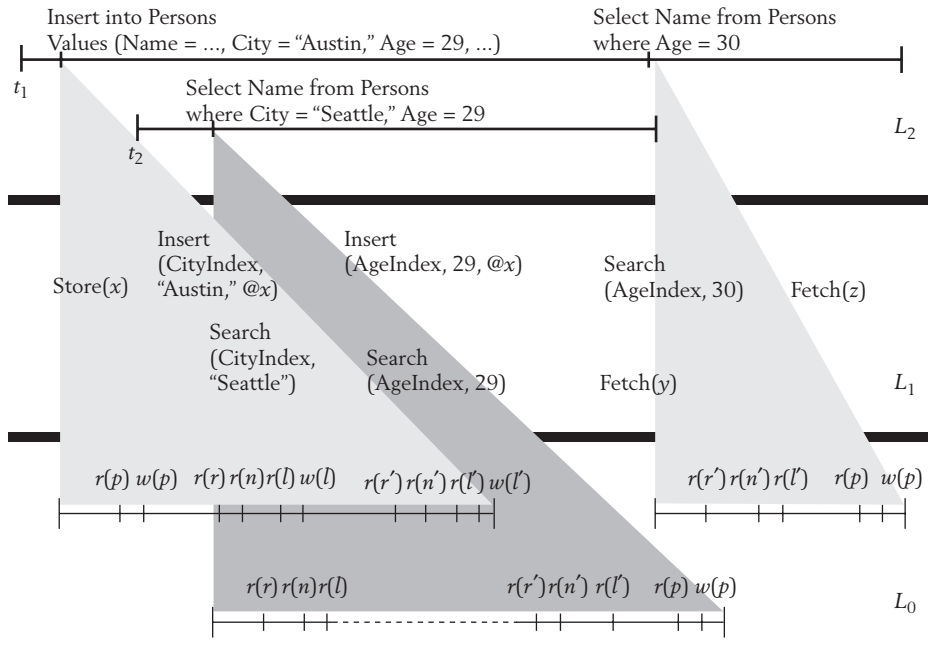 Insert into Persons
Values (Name = ..., City = “Austin,” Age = 29, ...)
Select Name from Persons
where Age = 30
t1
Select Name from Persons
where City = “Seattle,” Age = 29
t2
L2
Insert
(CityIndex,
“Austin,” @x)
Insert
(AgeIndex, 29, @x)
Store(x)
Search
(AgeIndex, 30)
Fetch(z)
Search
(CityIndex,
“Seattle”)
Search
(AgeIndex, 29)
Fetch(y)
L1
r(p) w(p) r(r) r(n) r(l) w(l) r(r′) r(n′) r(l′) w(l′)
r(r′) r(n′) r(l′) r(p) w(p)
r(r) r(n) r(l) r(r′) r(n′) r(l′) r(p) w(p)
L0